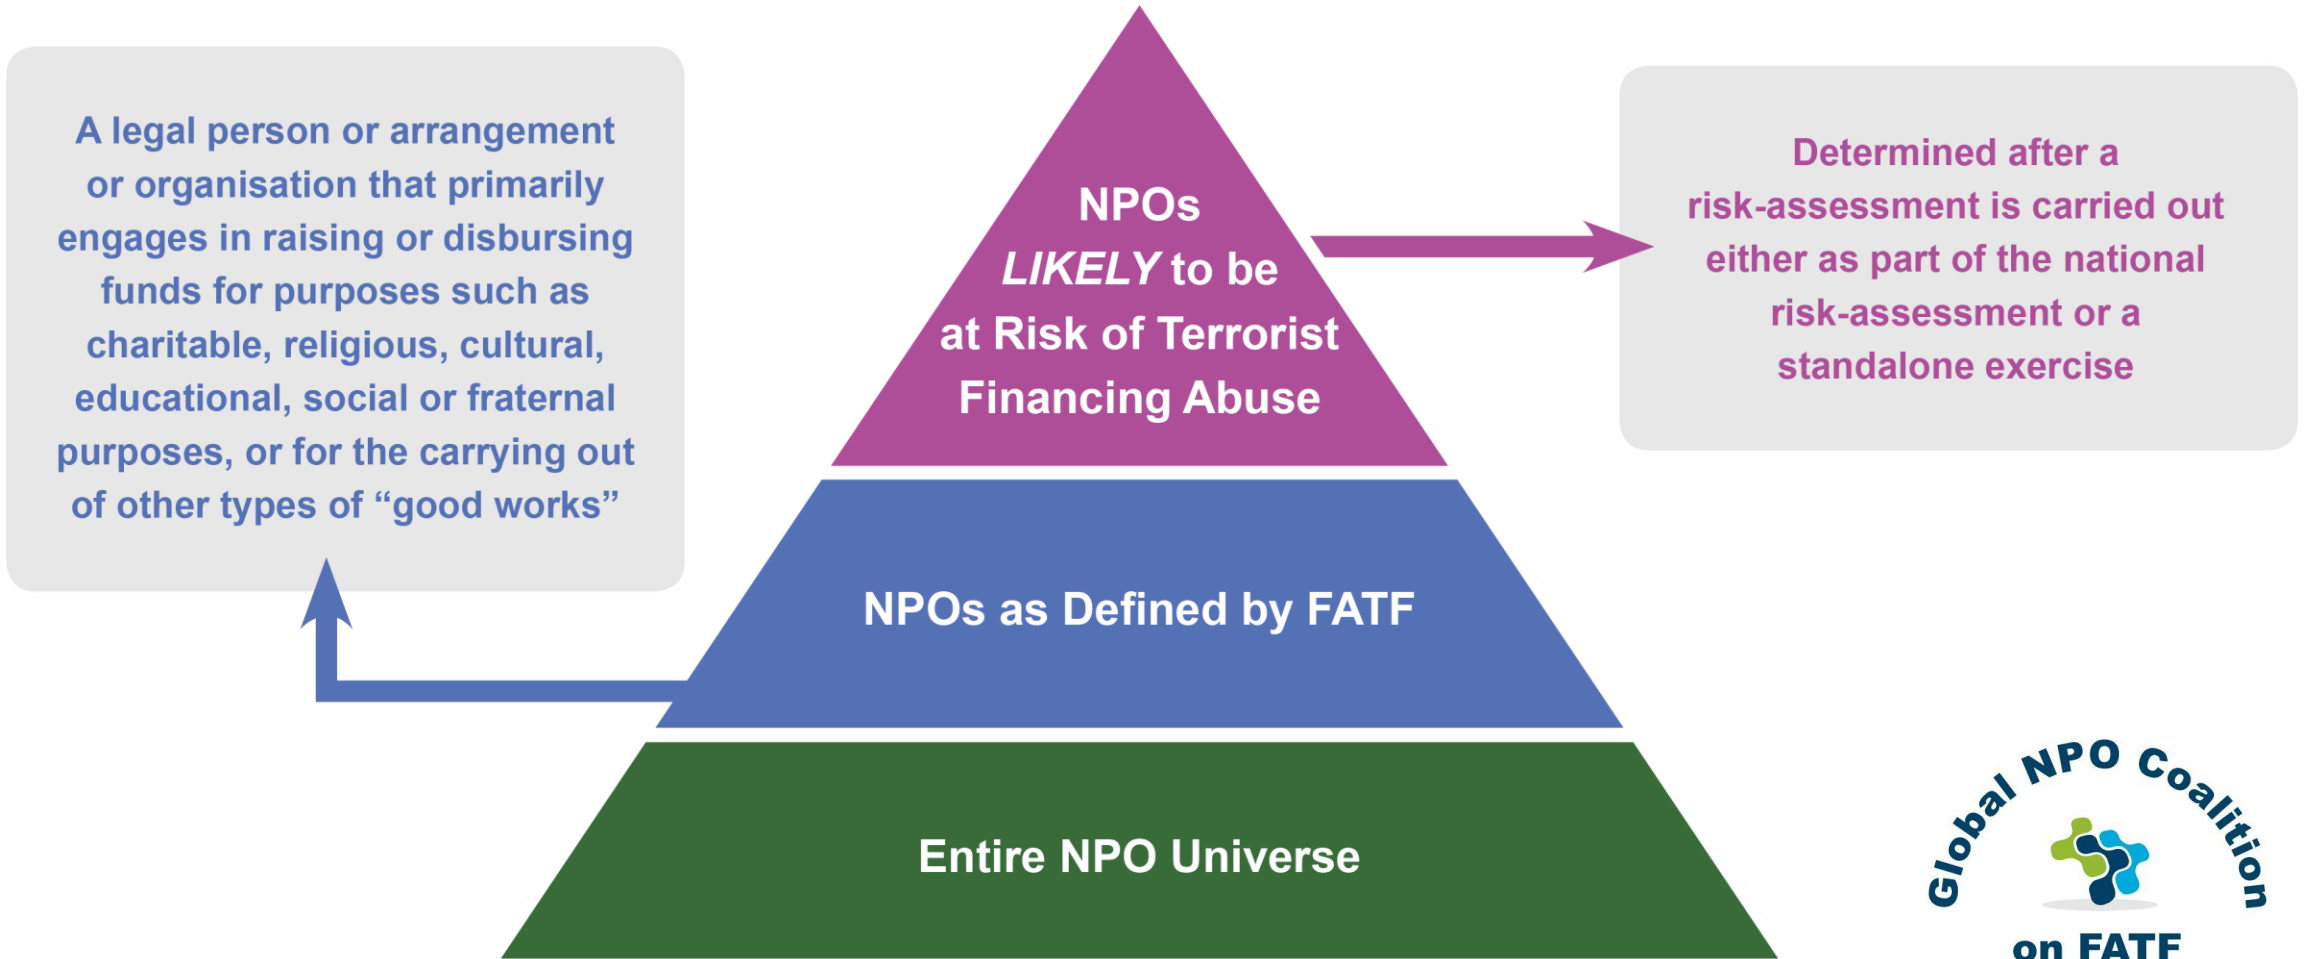 A legal person or arrangement
or organisation that primarily
engages in raising or disbursing
funds for purposes such as
charitable, religious, cultural,
educational, social or fraternal
purposes, or for the carrying out
of other types of “good works”
NPOs
LIKELY to be
at Risk of Terrorist
Financing Abuse
Determined after a
risk-assessment is carried out
either as part of the national
risk-assessment or a
standalone exercise
NPOs as Defined by FATF
Entire NPO Universe
Global NPO Coalition
on FATF